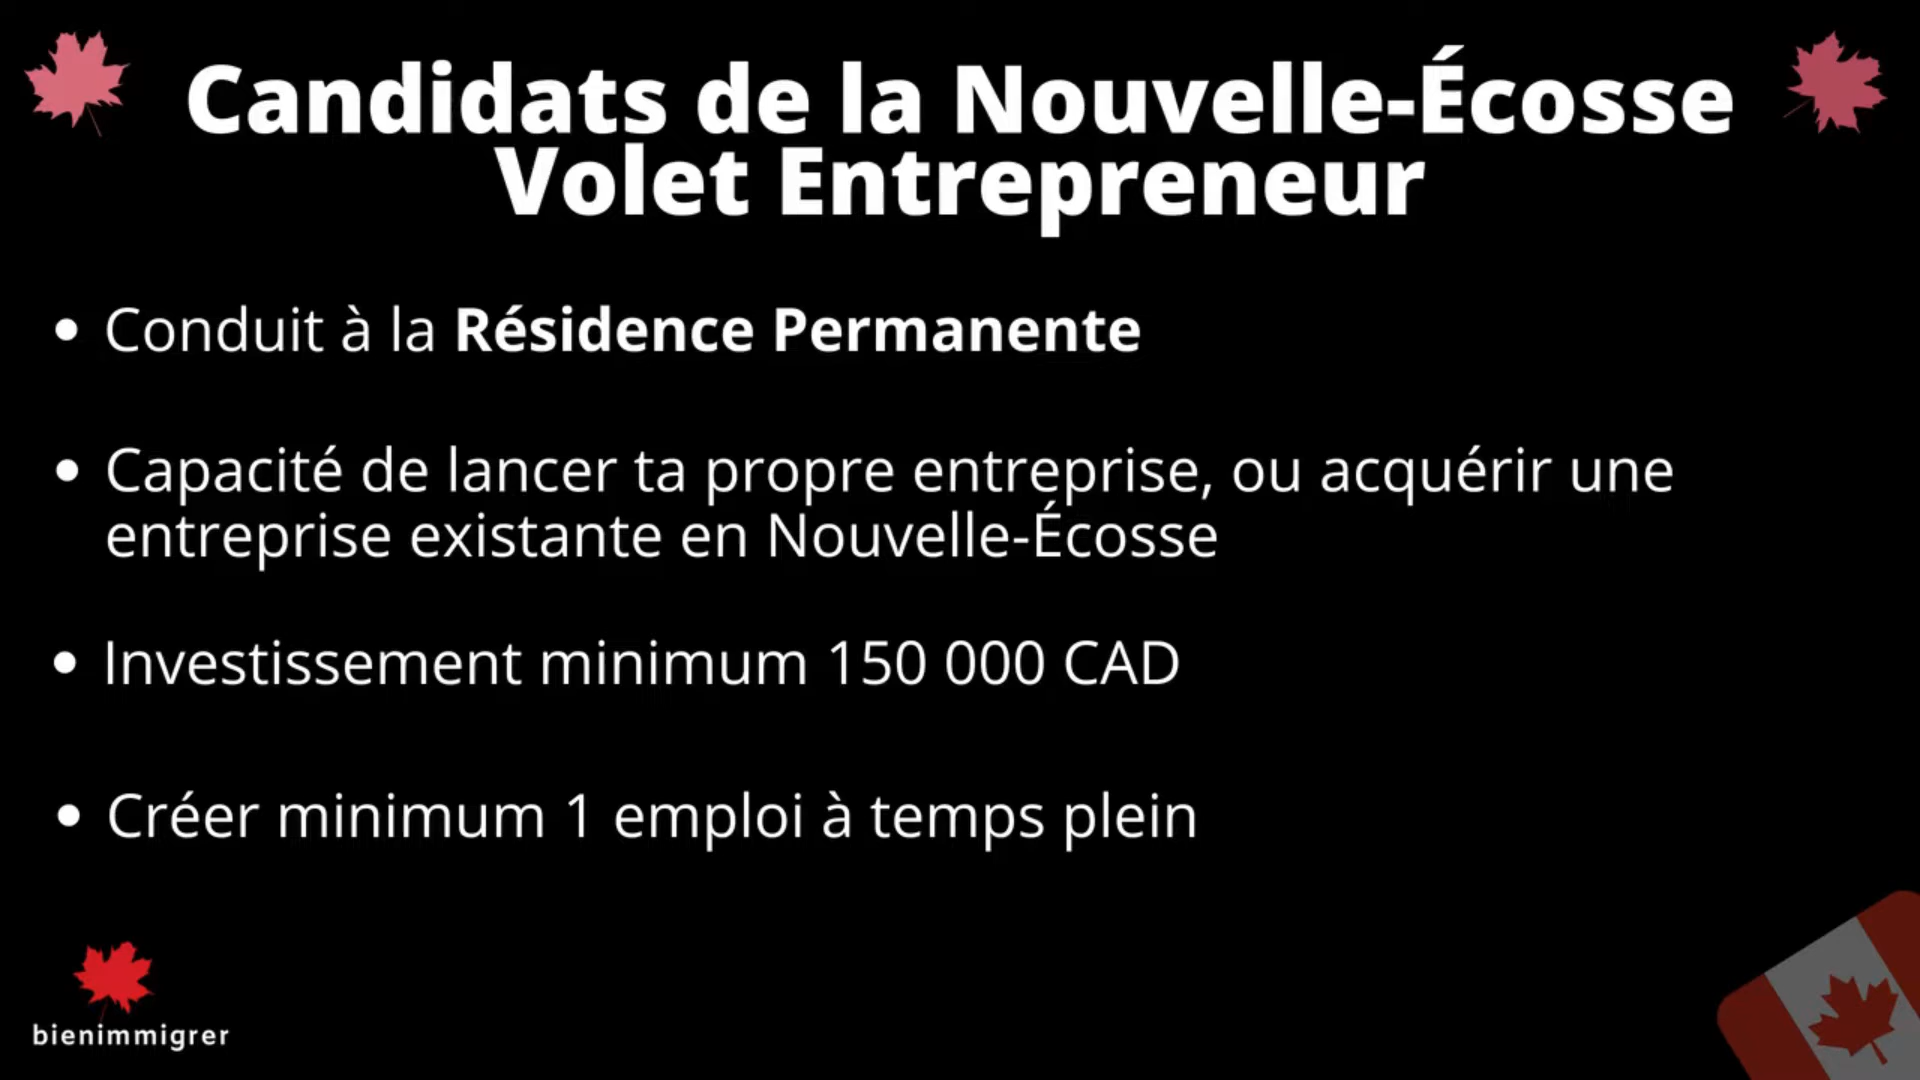 Candidats de la Nouvelle-Écosse
Volet Entrepreneur
• Conduit à la Résidence Permanente
• Capacité de lancer ta propre entreprise, ou acquérir une
entreprise existante en Nouvelle-Écosse
• Investissement minimum 150 000 CAD
• Créer minimum 1 emploi à temps plein
bienimmigrer